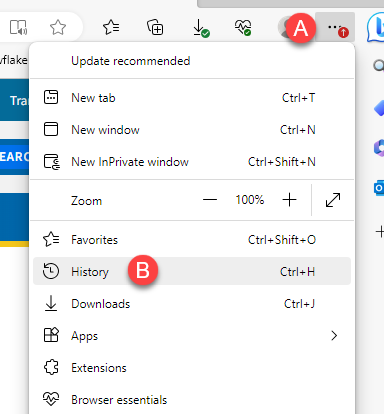 A
Update recommended
vflake
New tab Ctrl+T
Tra
New window Ctrl+N
EARC
New InPrivate window Ctrl+Shift+N
Zoom 100%
Favorites Ctrl+Shift+O
History B Ctrl+H
Downloads Ctrl+J
Apps
Extensions
Browser essentials